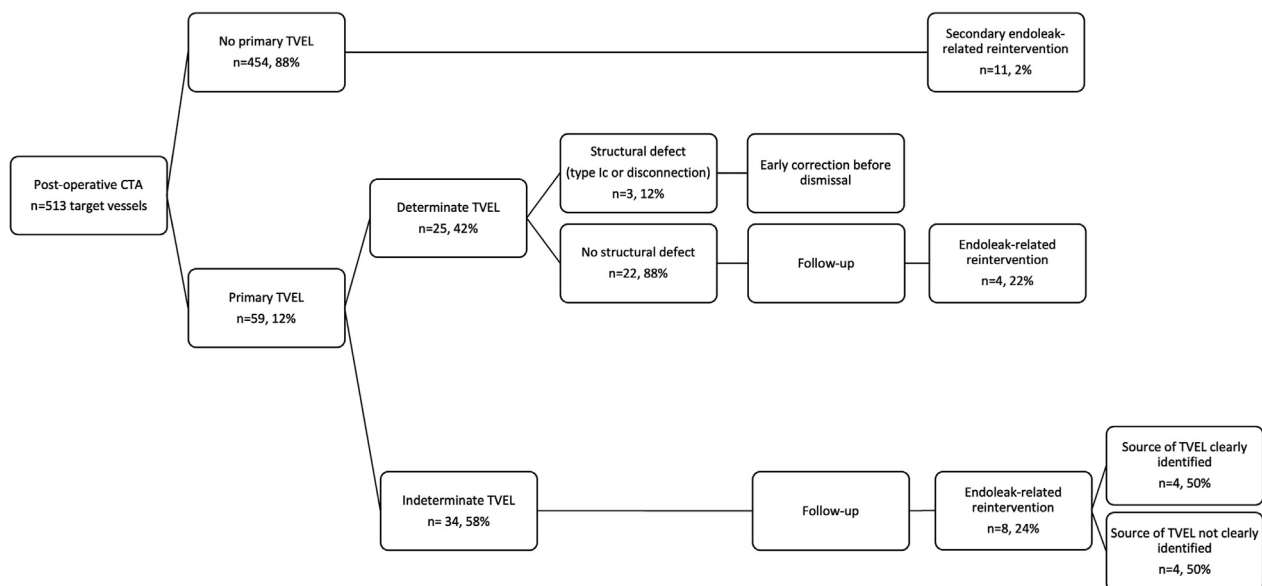 Post-operative CTA
n=513 target vessels
No primary TVEL
n=454, 88%
Secondary endoleak-
related reintervention
n=11, 2%
Primary TVEL
n=59, 12%
Determinate TVEL
n=25, 42%
Structural defect
(type Ic or disconnection)
n=3, 12%
Early correction before
dismissal
No structural defect
n=22, 88%
Follow-up
Endoleak-related
reintervention
n=4, 22%
Indeterminate TVEL
n= 34, 58%
Follow-up
Endoleak-related
reintervention
n=8, 24%
Source of TVEL clearly
identified
n=4, 50%
Source of TVEL not clearly
identified
n=4, 50%